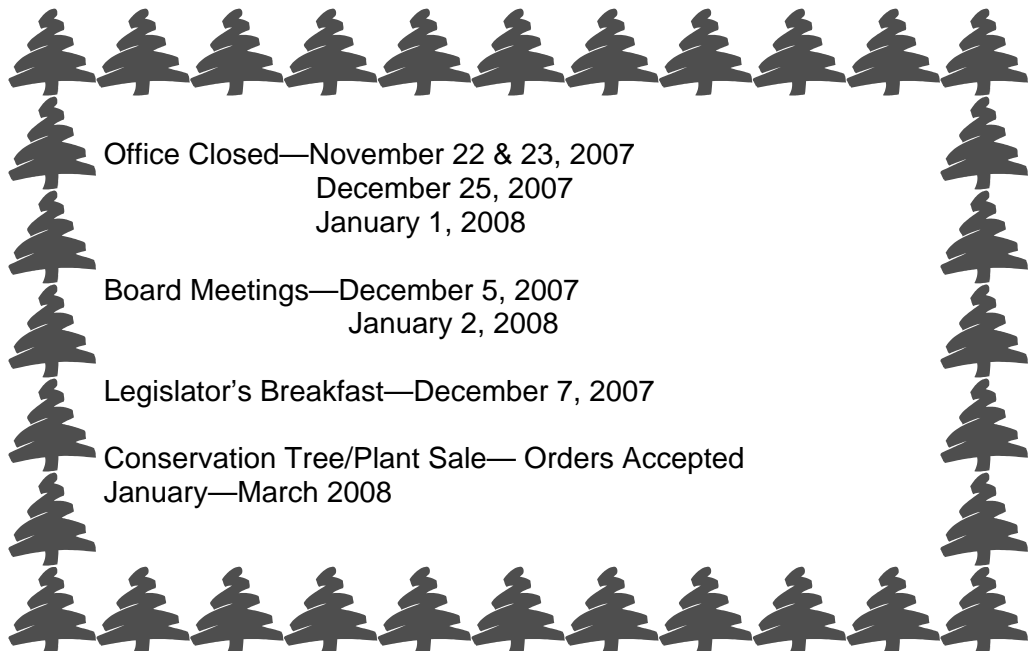 Office Closed—November 22 & 23, 2007
December 25, 2007
January 1, 2008
Board Meetings—December 5, 2007
January 2, 2008
Legislator’s Breakfast—December 7, 2007
Conservation Tree/Plant Sale— Orders Accepted
January—March 2008